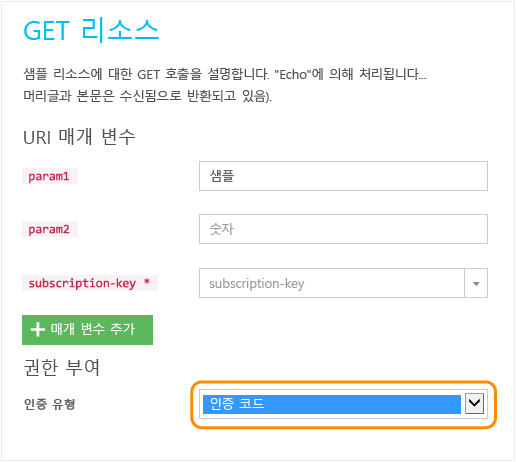 GET 리소스
샘플 리소스에 대한 GET 호출을 설명합니다. "Echo"에 의해 처리됩니다...
머리글과 본문은 수신됨으로 반환되고 있음).
URI 매개 변수
param1 샘플
param2 숫자
subscription-key * subscription-key
매개 변수 추가
권한 부여
인증 유형 인증 코드